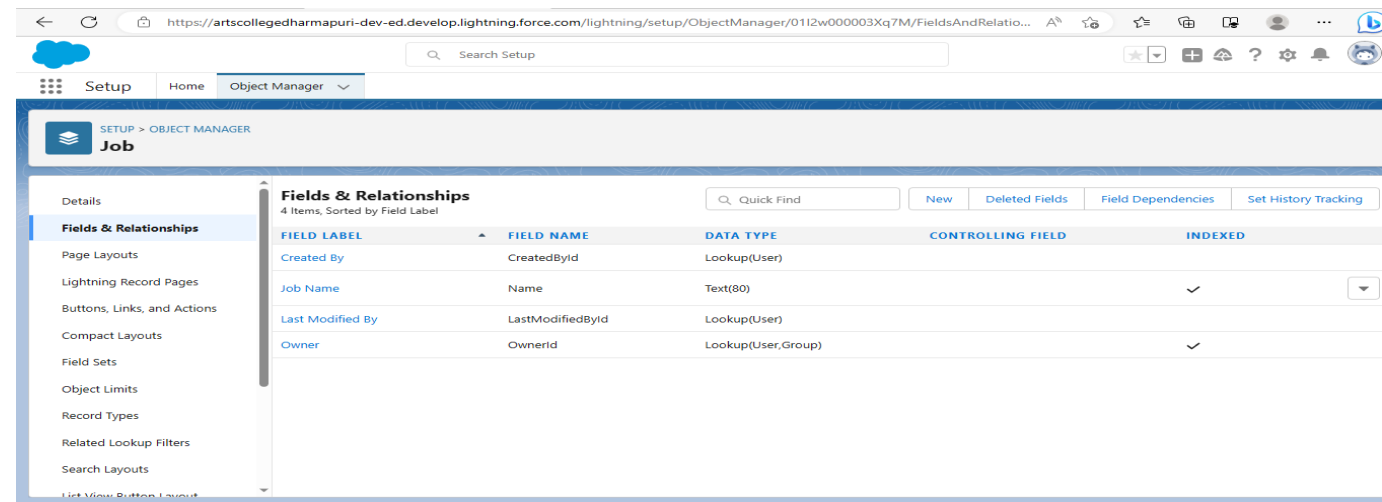 https://artscollegedharmapuri-dev-ed.develop.lightning.force.com/lightning/setup/ObjectManager/01I2w000003Xq7M/FieldsAndRelatio...
Search Setup
Setup Home Object Manager
SETUP > OBJECT MANAGER
Job
Details
Fields & Relationships
Page Layouts
Lightning Record Pages
Buttons, Links, and Actions
Compact Layouts
Field Sets
Object Limits
Record Types
Related Lookup Filters
Search Layouts
List View Button Layout
Fields & Relationships
4 Items, Sorted by Field Label
Quick Find New Deleted Fields Field Dependencies Set History Tracking
FIELD LABEL FIELD NAME DATA TYPE CONTROLLING FIELD INDEXED
Created By CreatedById Lookup(User)
Job Name Name Text(80)
Last Modified By LastModifiedById Lookup(User)
Owner OwnerId Lookup(User,Group)